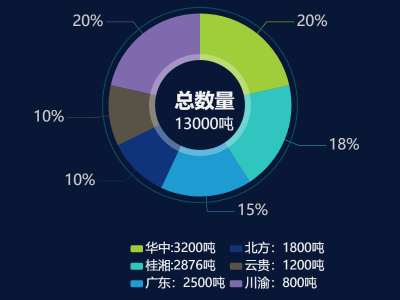 20% 20%
总数量
10% 13000吨
18%
10%
15%
华中:3200吨 北方：1800吨
桂湘:2876吨 云贵：1200吨
广东：2500吨 川渝：800吨